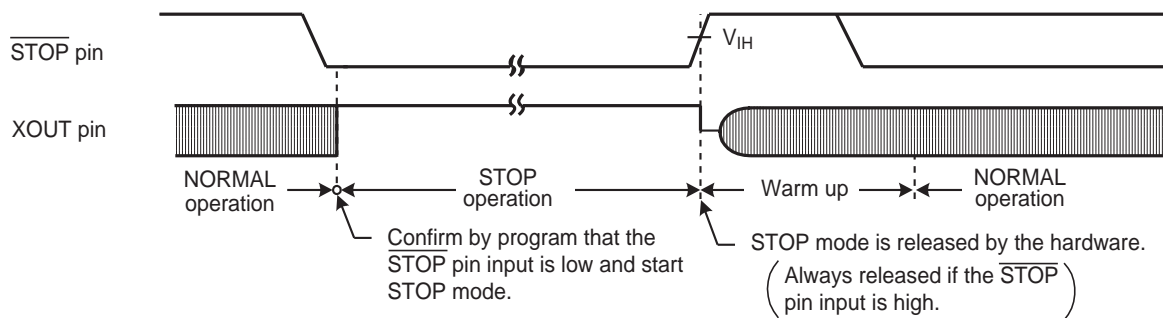 STOP pin
VIH
XOUT pin
NORMAL
operation
STOP
operation
Warm up
NORMAL
operation
Confirm by program that the
STOP pin input is low and start
STOP mode.
STOP mode is released by the hardware.
( Always released if the STOP
pin input is high. )